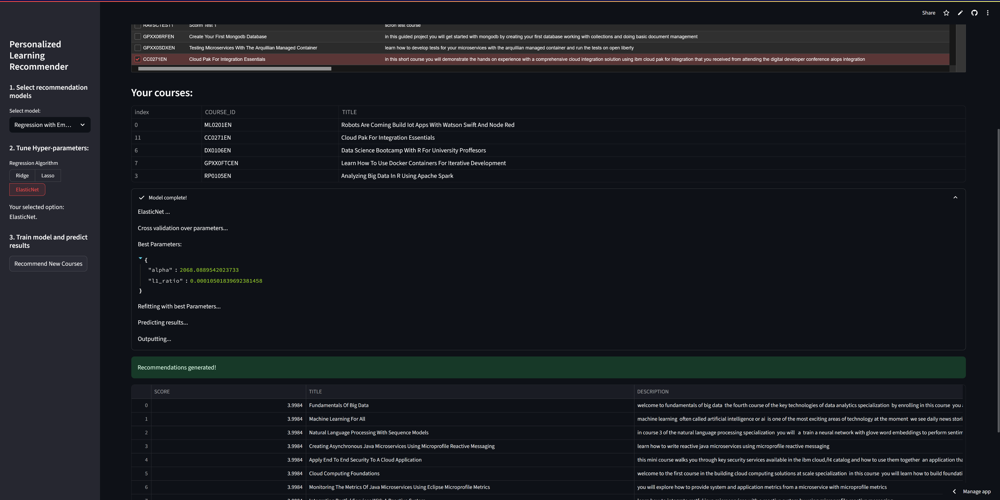 Share
Personalized
Learning
Recommender
1. Select recommendation
models
Select model:
Regression with Em...
2. Tune Hyper-parameters:
Regression Algorithm
Ridge Lasso
ElasticNet
Your selected option:
ElasticNet.
3. Train model and predict
results
Recommend New Courses
RAVSCTEST1 Scorm Test 1 scron test course
GPXX06RFEN Create Your First Mongodb Database in this guided project you will get started with mongodb by creating your first database working with collections and doing basic document management
GPXX0SDXEN Testing Microservices With The Arquillian Managed Container learn how to develop tests for your microservices with the arquillian managed container and run the tests on open liberty
CC0271EN Cloud Pak For Integration Essentials in this short course you will demonstrate the hands on experience with a comprehensive cloud integration solution using ibm cloud pak for integration that you received from attending the digital developer conference aiops integration
Your courses:
index COURSE_ID TITLE
0 ML0201EN Robots Are Coming Build Iot Apps With Watson Swift And Node Red
11 CC0271EN Cloud Pak For Integration Essentials
6 DX0106EN Data Science Bootcamp With R For University Proffesors
7 GPXX0FTCEN Learn How To Use Docker Containers For Iterative Development
3 RP0105EN Analyzing Big Data In R Using Apache Spark
Model complete!
ElasticNet ...
Cross validation over parameters...
Best Parameters:
{
"alpha" : 2068.0889542023733
"l1_ratio" : 0.00010501839692381458
}
Refitting with best Parameters...
Predicting results...
Outputting...
Recommendations generated!
SCORE TITLE DESCRIPTION
0 3.9984 Fundamentals Of Big Data welcome to fundamentals of big data the fourth course of the key technologies of data analytics specialization by enrolling in this course you
1 3.9984 Machine Learning For All machine learning often called artificial intelligence or ai is one of the most exciting areas of technology at the moment we see daily news stori
2 3.9984 Natural Language Processing With Sequence Models in course 3 of the natural language processing specialization you will a train a neural network with glove word embeddings to perform sentim
3 3.9984 Creating Asynchronous Java Microservices Using Microprofile Reactive Messaging learn how to write reactive java microservices using microprofile reactive messaging
4 3.9984 Apply End To End Security To A Cloud Application this mini course walks you through key security services available in the ibm cloud,ñ¢ catalog and how to use them together an application tha
5 3.9984 Cloud Computing Foundations welcome to the first course in the building cloud computing solutions at scale specialization in this course you will learn how to build foundati
6 3.9984 Monitoring The Metrics Of Java Microservices Using Eclipse Microprofile Metrics you will explore how to provide system and application metrics from a microservice with microprofile metrics
Manage app